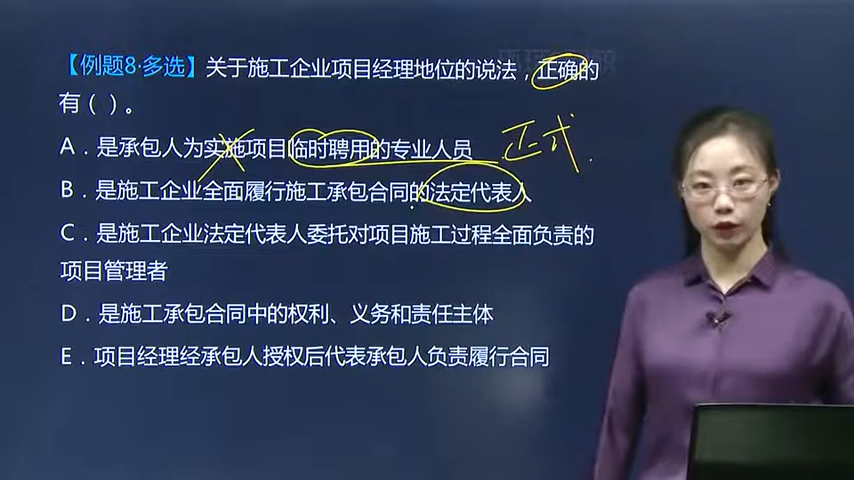 【例题8·多选】关于施工企业项目经理地位的说法，正确的
有（ ）。
A．是承包人为实施项目临时聘用的专业人员 正式
B．是施工企业全面履行施工承包合同的法定代表人
C．是施工企业法定代表人委托对项目施工过程全面负责的
项目管理者
D．是施工承包合同中的权利、义务和责任主体
E．项目经理经承包人授权后代表承包人负责履行合同